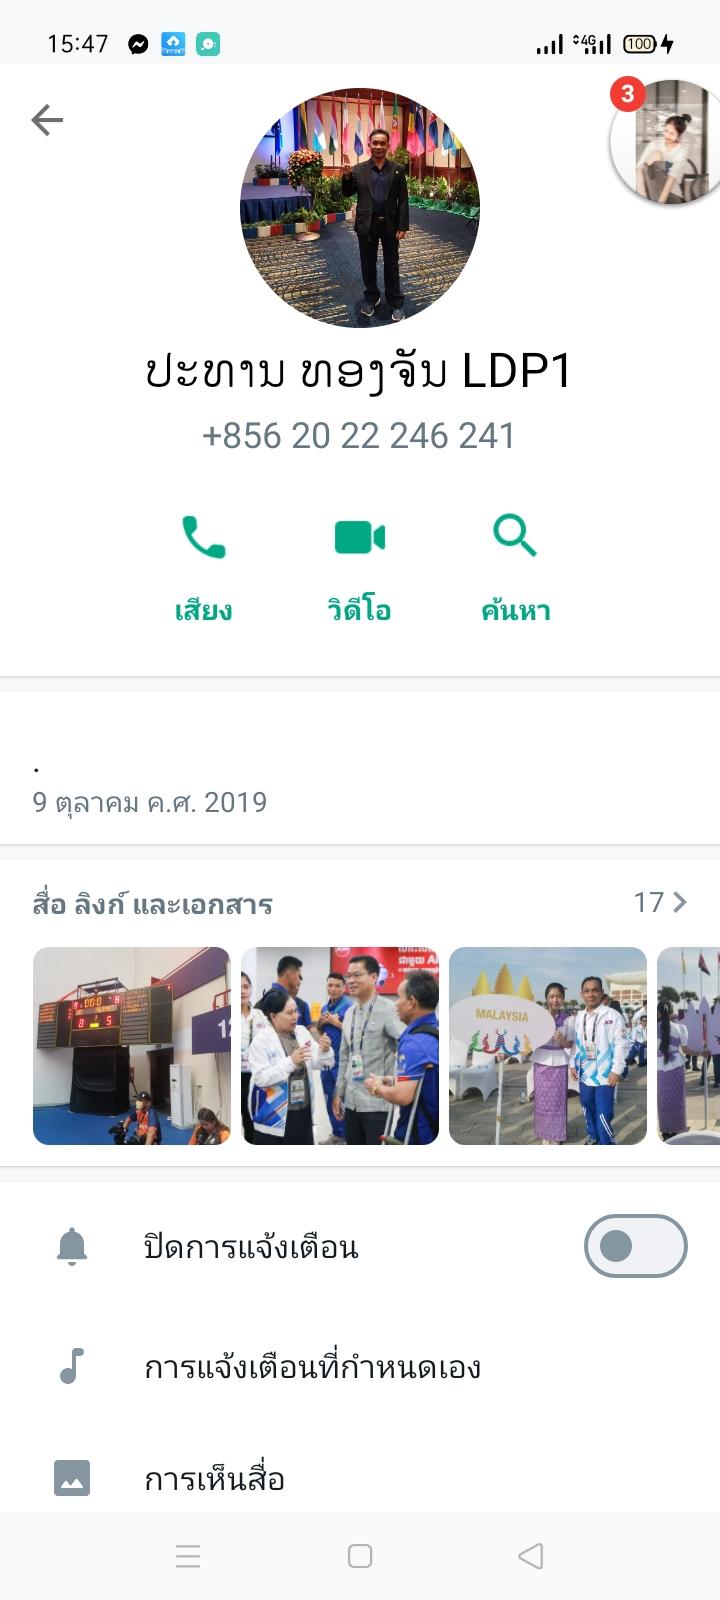 15:47
4G
100
3
ປະທານ ທອງຈັນ LDP1
+856 20 22 246 241
เสียง
วิดีโอ
ค้นหา
.
9 ตุลาคม ค.ศ. 2019
สื่อ ลิงก์ และเอกสาร
17
MALAYSIA
ปิดการแจ้งเตือน
การแจ้งเตือนที่กำหนดเอง
การเห็นสื่อ